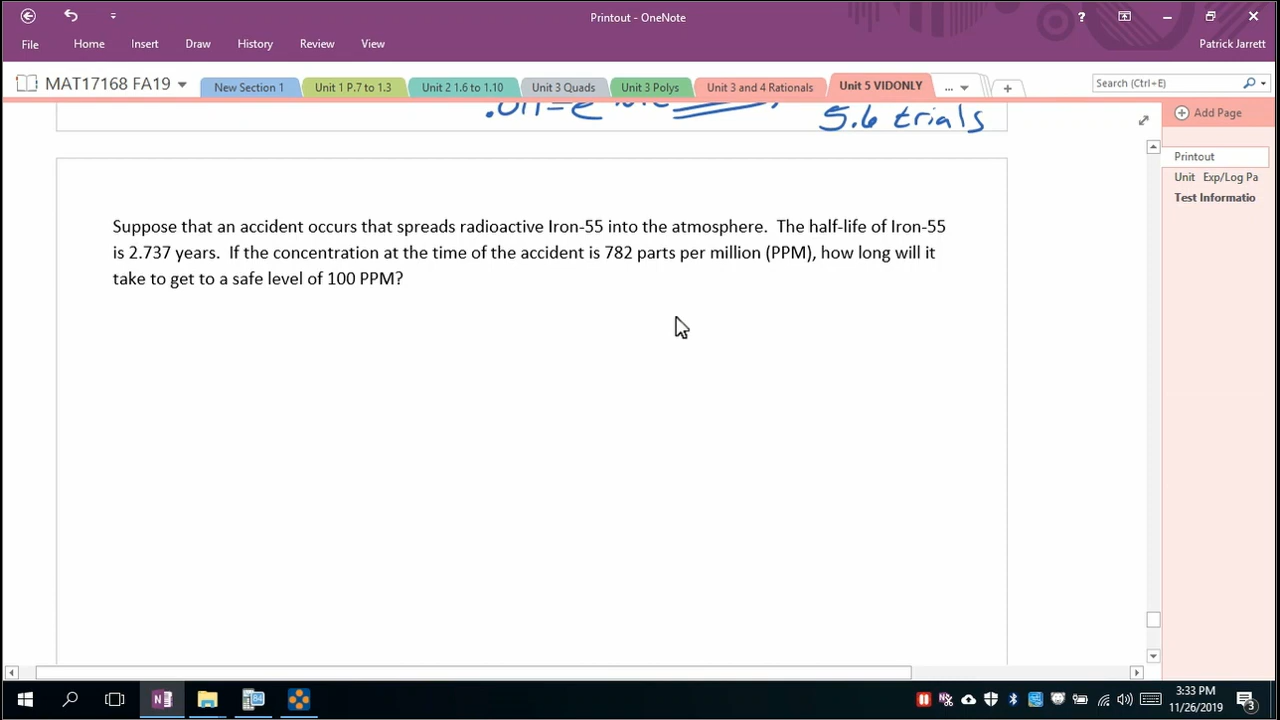 Printout - OneNote
?
File Home Insert Draw History Review View
Patrick Jarrett
MAT17168 FA19
New Section 1 Unit 1 P.7 to 1.3 Unit 2 1.6 to 1.10 Unit 3 Quads Unit 3 Polys Unit 3 and 4 Rationals Unit 5 VIDONLY ... +
Search (Ctrl+E)
Add Page
5.6 trials
Printout
Unit Exp/Log Pa
Test Informatio
Suppose that an accident occurs that spreads radioactive Iron-55 into the atmosphere. The half-life of Iron-55
is 2.737 years. If the concentration at the time of the accident is 782 parts per million (PPM), how long will it
take to get to a safe level of 100 PPM?
3:33 PM
11/26/2019
3